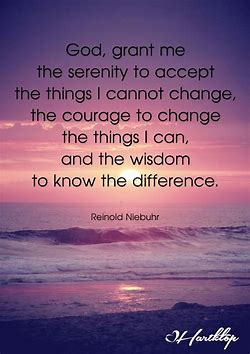 God, grant me
the serenity to accept
the things I cannot change,
the courage to change
the things I can,
and the wisdom
to know the difference.
Reinold Niebuhr